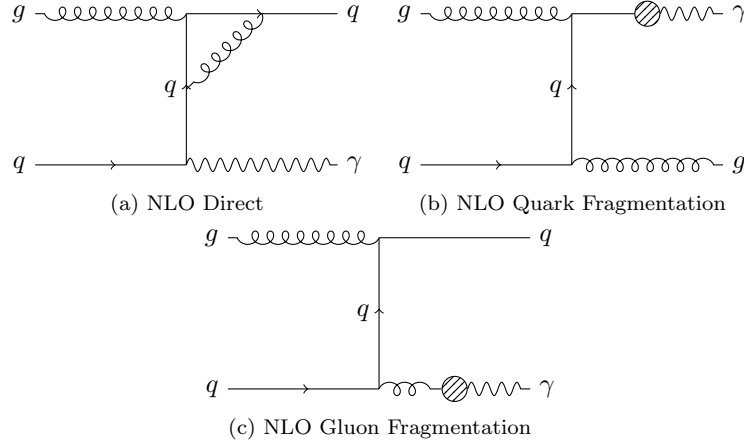 g q g γ
q q
q γ q g
(a) NLO Direct (b) NLO Quark Fragmentation
g q
q
q γ
(c) NLO Gluon Fragmentation